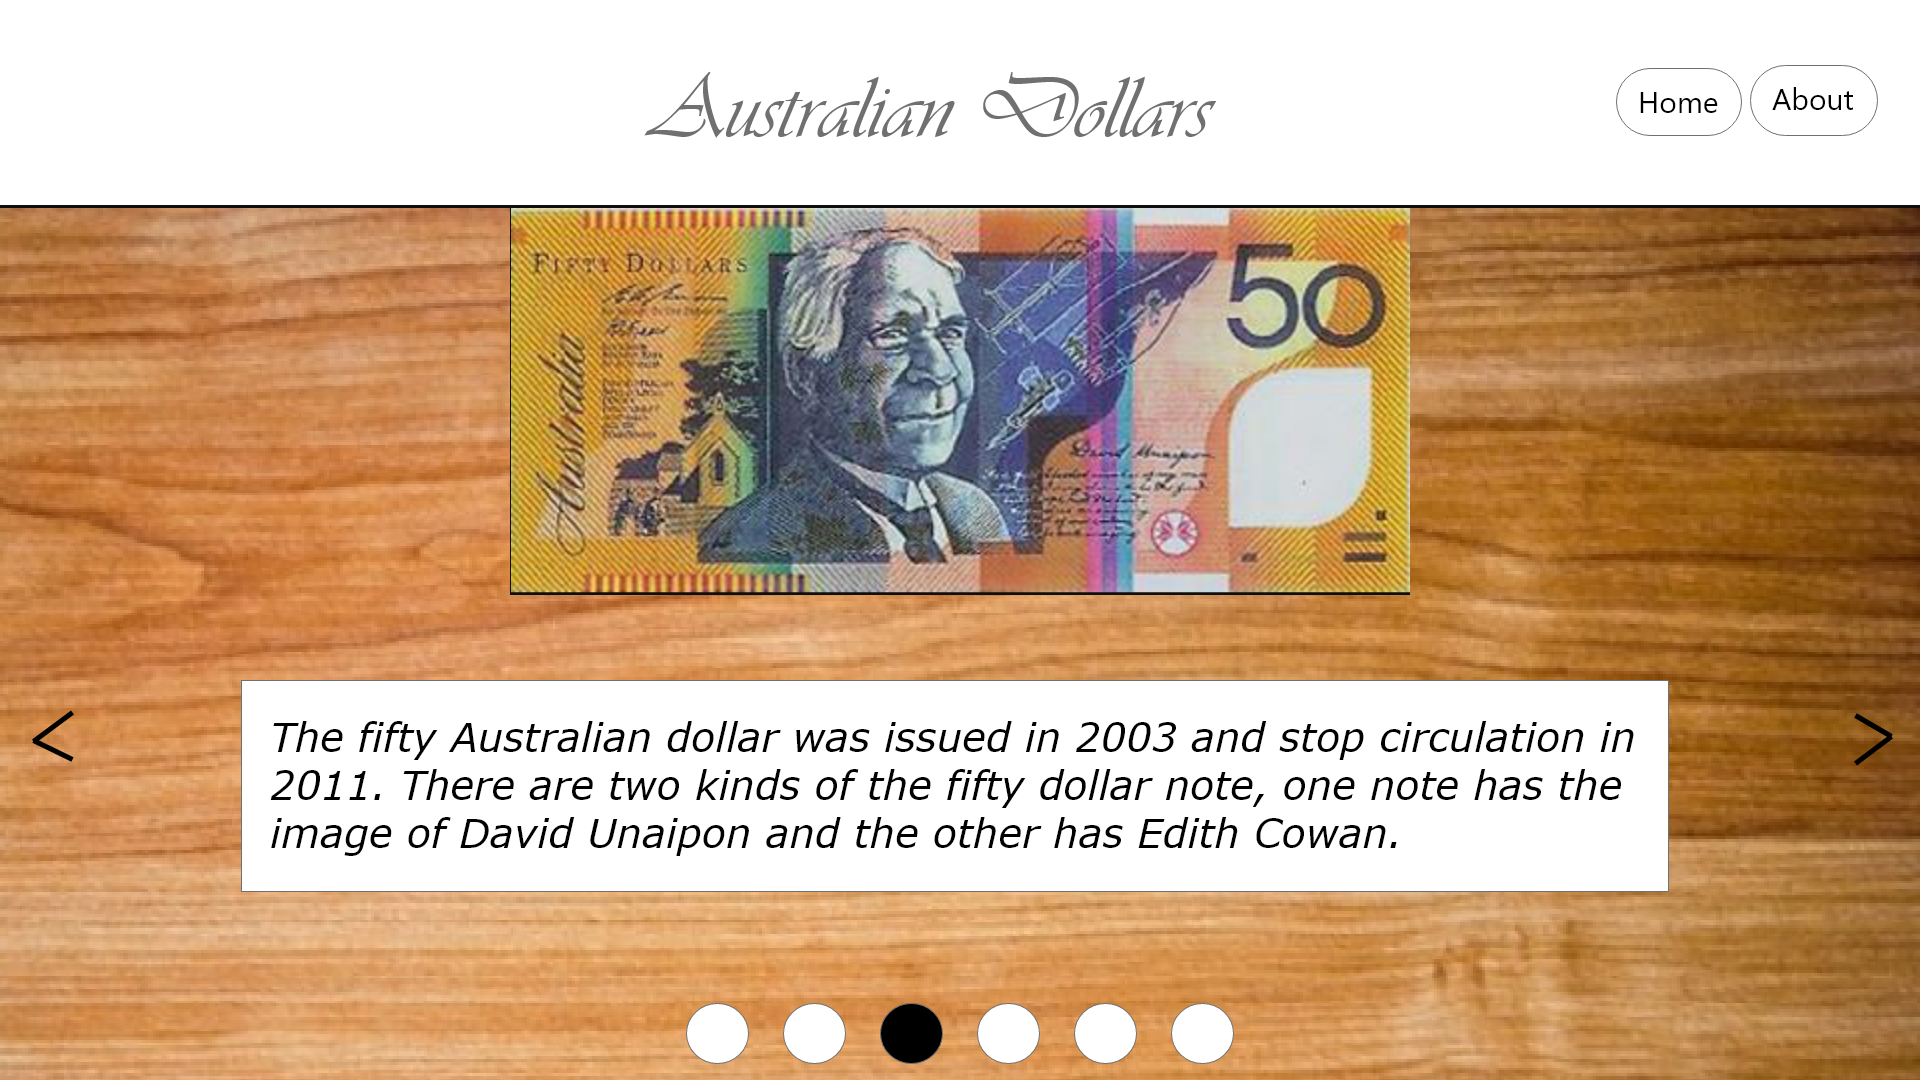 Australian Dollars
Home
About
FIFTY DOLLARS
50
Australia
David Unaipon
The fifty Australian dollar was issued in 2003 and stop circulation in
2011. There are two kinds of the fifty dollar note, one note has the
image of David Unaipon and the other has Edith Cowan.